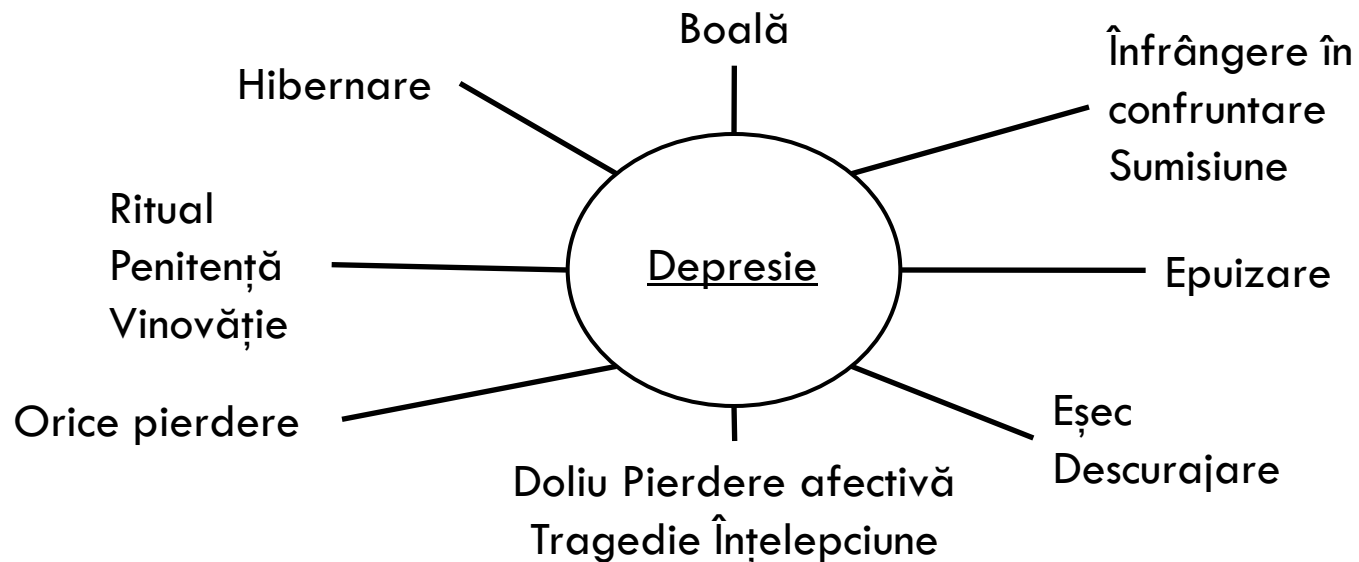 Boală
Înfrângere în
confruntare
Sumisiune
Hibernare
Ritual
Penitență
Vinovăție
Depresie
Epuizare
Orice pierdere
Eșec
Descurajare
Doliu Pierdere afectivă
Tragedie Înțelepciune